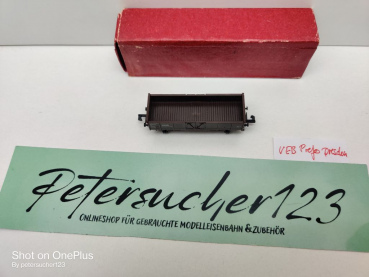 VEB Prefo Dresden
Petersucher123
ONLINESHOP FÜR GEBRAUCHTE MODELLEISENBAHN & ZUBEHÖR
Shot on OnePlus
By petersucher123